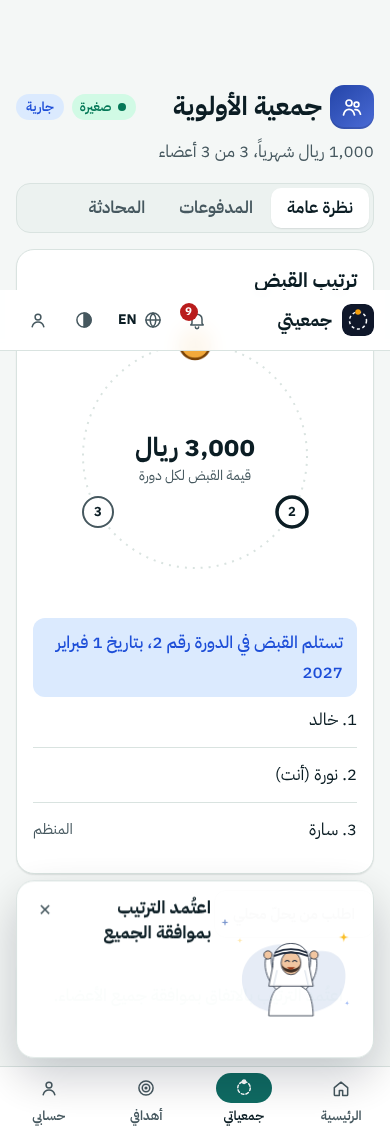 جمعية الأولوية
صغيرة
جارية
1,000 ريال شهرياً، 3 من 3 أعضاء
نظرة عامة
المدفوعات
المحادثة
ترتيب القبض
جمعيتي
9
EN
3,000 ريال
قيمة القبض لكل دورة
2
3
تستلم القبض في الدورة رقم 2، بتاريخ 1 فبراير
2027
1. خالد
2. نورة (أنت)
3. سارة
المنظم
اعتُمد الترتيب
بموافقة الجميع
الرئيسية
جمعياتي
أهدافي
حسابي